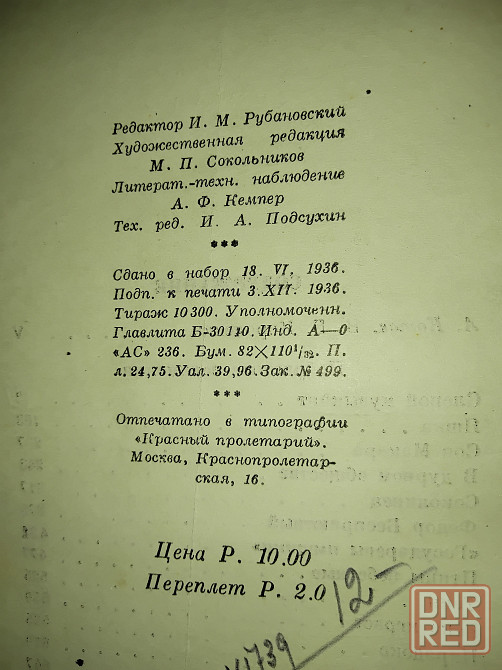 Редактор И. М. Рубановский
Художественная редакция
М. П. Сокольников
Литерат.-техн. наблюдение
А. Ф. Кемпер
Тех. ред. И. А. Подсухин
***
Сдано в набор 18. VI. 1936.
Подп. к печати 3. XII. 1936.
Тираж 10 300. Уполномоченн.
Главлита Б-30110. Инд. А—0
«АС» 236. Бум. 82×110¹/₃₂. П.
л. 24,75. Уал. 39,96. Зак. № 499.
***
Отпечатано в типографии
«Красный пролетарий».
Москва, Краснопролетар-
ская, 16.
Цена Р. 10.00
Переплет Р. 2.0
12-
1739
DNR
RED